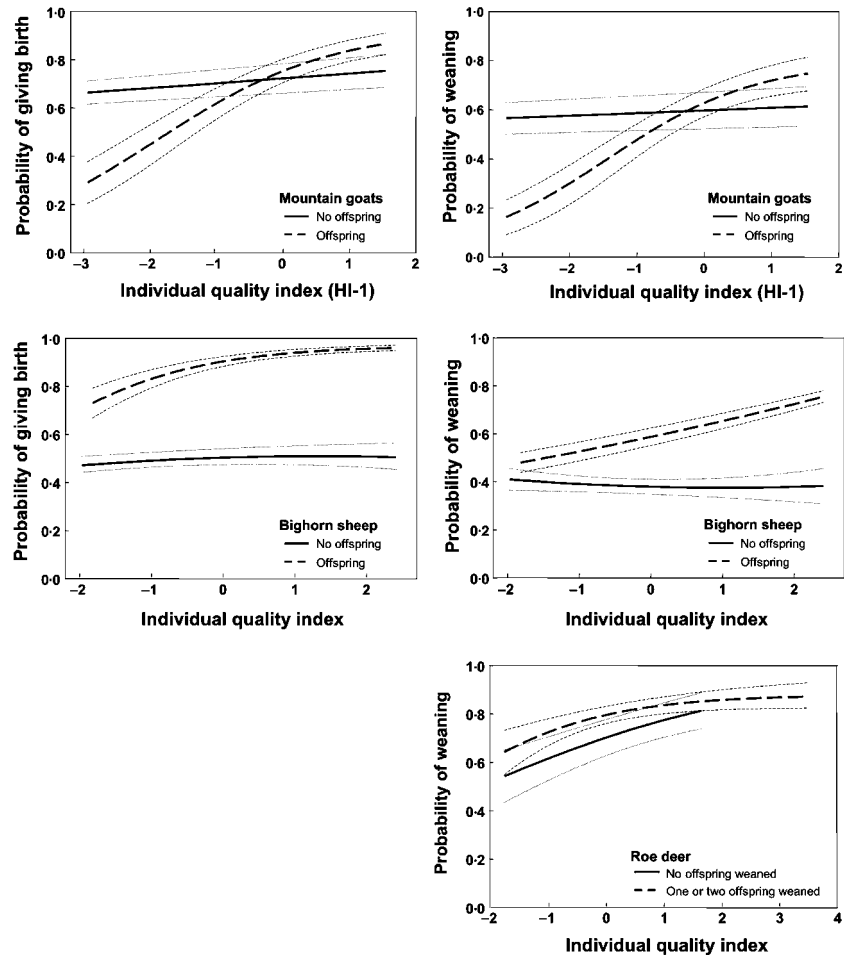 Probability of giving birth
1·0
0·8
0·6
0·4
0·2
0·0
Mountain goats
No offspring
Offspring
–3 –2 –1 0 1 2
Individual quality index (HI-1)
Probability of weaning
1·0
0·8
0·6
0·4
0·2
0·0
Mountain goats
No offspring
Offspring
–3 –2 –1 0 1 2
Individual quality index (HI-1)
Probability of giving birth
1·0
0·8
0·6
0·4
0·2
0·0
Bighorn sheep
No offspring
Offspring
–2 –1 0 1 2
Individual quality index
Probability of weaning
1·0
0·8
0·6
0·4
0·2
0·0
Bighorn sheep
No offspring
Offspring
–2 –1 0 1 2
Individual quality index
Probability of weaning
1·0
0·8
0·6
0·4
0·2
0·0
Roe deer
No offspring weaned
One or two offspring weaned
–2 –1 0 1 2 3 4
Individual quality index